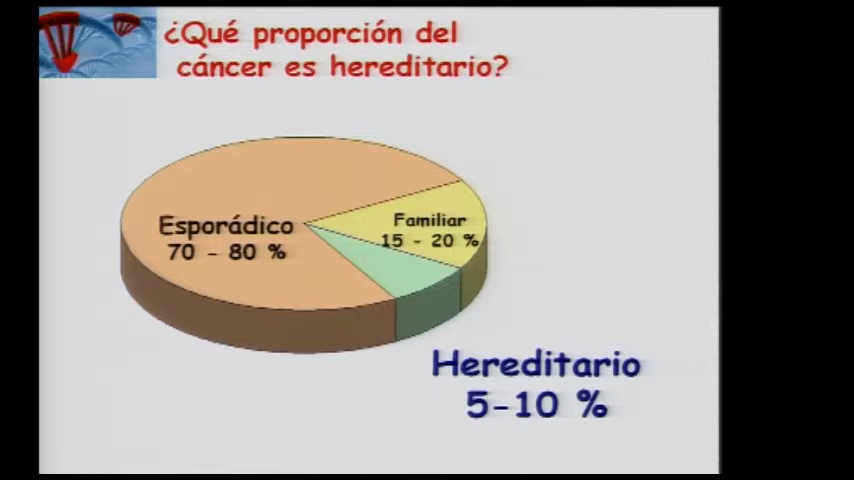 ¿Qué proporción del
cáncer es hereditario?
Esporádico
70 - 80 %
Familiar
15 - 20 %
Hereditario
5-10 %